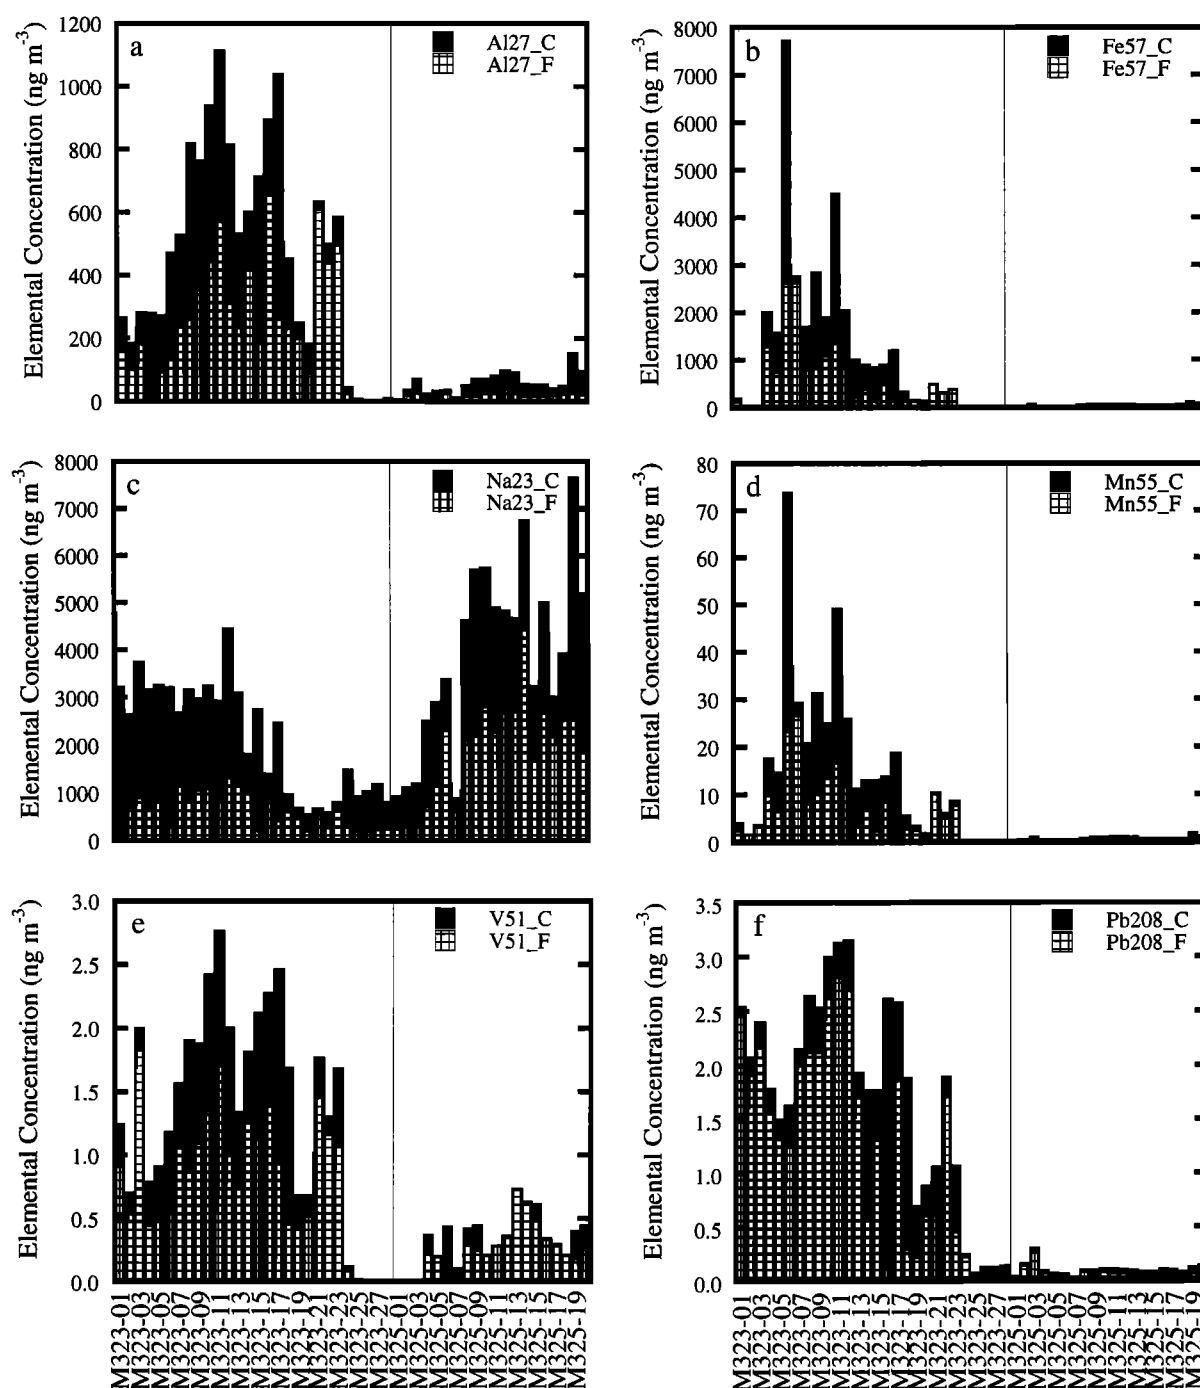 a
Al27_C
Al27_F
Elemental Concentration (ng m⁻³)
1200
1000
800
600
400
200
0
b
Fe57_C
Fe57_F
Elemental Concentration (ng m⁻³)
8000
7000
6000
5000
4000
3000
2000
1000
0
c
Na23_C
Na23_F
Elemental Concentration (ng m⁻³)
8000
7000
6000
5000
4000
3000
2000
1000
0
d
Mn55_C
Mn55_F
Elemental Concentration (ng m⁻³)
80
70
60
50
40
30
20
10
0
e
V51_C
V51_F
Elemental Concentration (ng m⁻³)
3.0
2.5
2.0
1.5
1.0
0.5
0.0
M323-01
M323-03
M323-05
M323-07
M323-09
M323-11
M323-13
M323-15
M323-17
M323-19
M323-21
M323-23
M323-25
M323-27
M325-01
M325-03
M325-05
M325-07
M325-09
M325-11
M325-13
M325-15
M325-17
M325-19
f
Pb208_C
Pb208_F
Elemental Concentration (ng m⁻³)
3.5
3.0
2.5
2.0
1.5
1.0
0.5
0.0
M323-01
M323-03
M323-05
M323-07
M323-09
M323-11
M323-13
M323-15
M323-17
M323-19
M323-21
M323-23
M323-25
M323-27
M325-01
M325-03
M325-05
M325-07
M325-09
M325-11
M325-13
M325-15
M325-17
M325-19